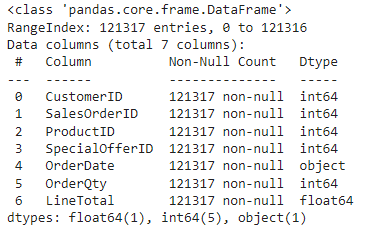 <class 'pandas.core.frame.DataFrame'>
RangeIndex: 121317 entries, 0 to 121316
Data columns (total 7 columns):
 #   Column          Non-Null Count   Dtype
---  ------          --------------   -----
 0   CustomerID      121317 non-null  int64
 1   SalesOrderID    121317 non-null  int64
 2   ProductID       121317 non-null  int64
 3   SpecialOfferID  121317 non-null  int64
 4   OrderDate       121317 non-null  object
 5   OrderQty        121317 non-null  int64
 6   LineTotal       121317 non-null  float64
dtypes: float64(1), int64(5), object(1)